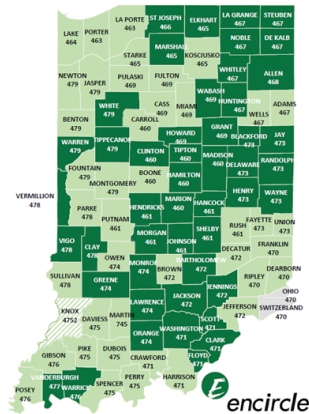 LAKE
464
PORTER
463
LA PORTE
463
ST JOSEPH
466
ELKHART
465
LA GRANGE
467
STEUBEN
467
NOBLE
467
DE KALB
467
STARKE
465
MARSHALL
465
KOSCIUSKO
465
WHITLEY
467
ALLEN
468
NEWTON
479
JASPER
479
PULASKI
469
FULTON
469
WABASH
469
HUNTINGTON
467
WELLS
467
ADAMS
467
WHITE
479
CASS
469
MIAMI
469
BENTON
479
CARROLL
460
HOWARD
469
GRANT
469
BLACKFORD
473
JAY
473
WARREN
479
TIPPECANOE
479
CLINTON
460
TIPTON
460
MADISON
460
DELAWARE
473
RANDOLPH
473
FOUNTAIN
479
MONTGOMERY
479
BOONE
460
HAMILTON
460
VERMILLION
478
PARKE
478
PUTNAM
461
HENDRICKS
461
MARION
460
HANCOCK
461
HENRY
473
WAYNE
473
RUSH
461
FAYETTE
473
UNION
473
VIGO
478
CLAY
478
OWEN
474
MORGAN
461
JOHNSON
461
SHELBY
461
DECATUR
472
FRANKLIN
470
SULLIVAN
478
GREENE
474
MONROE
474
BROWN
472
BARTHOLOMEW
472
JENNINGS
472
RIPLEY
470
DEARBORN
470
OHIO
470
SWITZERLAND
470
KNOX
4752
DAVIESS
475
MARTIN
745
LAWRENCE
474
JACKSON
472
JEFFERSON
472
ORANGE
474
WASHINGTON
471
SCOTT
471
CLARK
471
GIBSON
476
PIKE
475
DUBOIS
475
CRAWFORD
471
FLOYD
471
POSEY
476
VANDERBURGH
477
WARRICK
476
SPENCER
475
PERRY
475
HARRISON
471
encircle